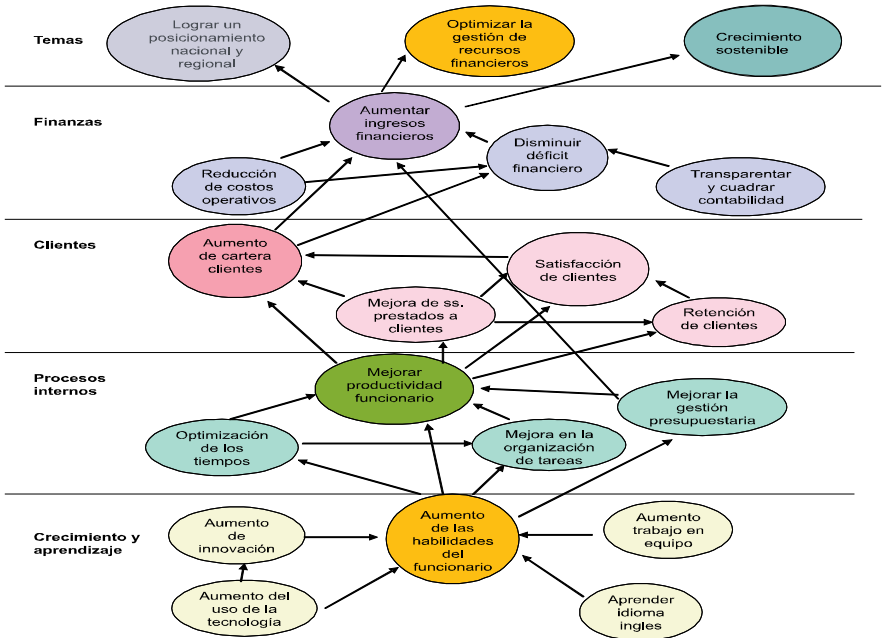 Temas
Lograr un
posicionamiento
nacional y
regional
Optimizar la
gestión de
recursos
financieros
Crecimiento
sostenible
Finanzas
Aumentar
ingresos
financieros
Reducción
de costos
operativos
Disminuir
déficit
financiero
Transparentar
y cuadrar
contabilidad
Clientes
Aumento
de cartera
clientes
Satisfacción
de clientes
Mejora de ss.
prestados a
clientes
Retención
de clientes
Procesos
internos
Mejorar
productividad
funcionario
Mejorar la
gestión
presupuestaria
Optimización
de los
tiempos
Mejora en la
organización
de tareas
Crecimiento y
aprendizaje
Aumento
de
innovación
Aumento
de las
habilidades
del
funcionario
Aumento
trabajo en
equipo
Aumento del
uso de la
tecnología
Aprender
idioma
ingles